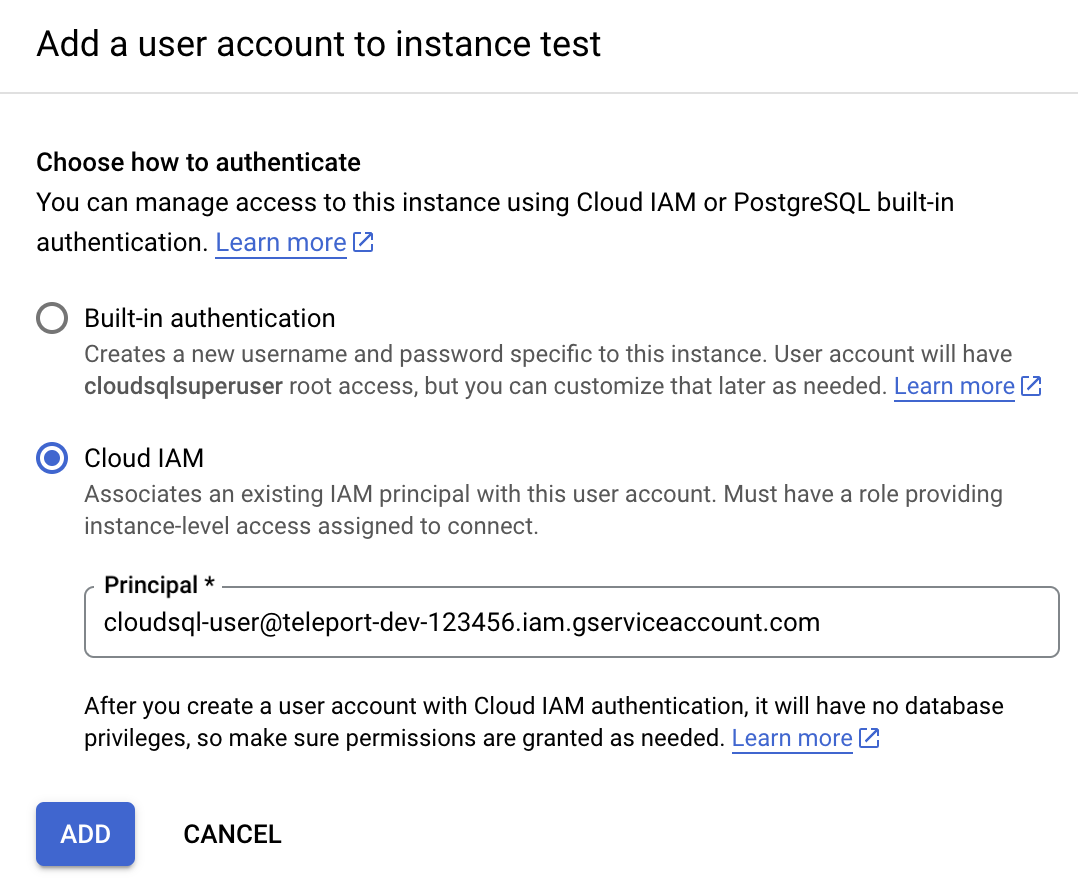 Add a user account to instance test
Choose how to authenticate
You can manage access to this instance using Cloud IAM or PostgreSQL built-in
authentication. Learn more
Built-in authentication
Creates a new username and password specific to this instance. User account will have
cloudsqlsuperuser root access, but you can customize that later as needed. Learn more
Cloud IAM
Associates an existing IAM principal with this user account. Must have a role providing
instance-level access assigned to connect.
Principal *
cloudsql-user@teleport-dev-123456.iam.gserviceaccount.com
After you create a user account with Cloud IAM authentication, it will have no database
privileges, so make sure permissions are granted as needed. Learn more
ADD CANCEL